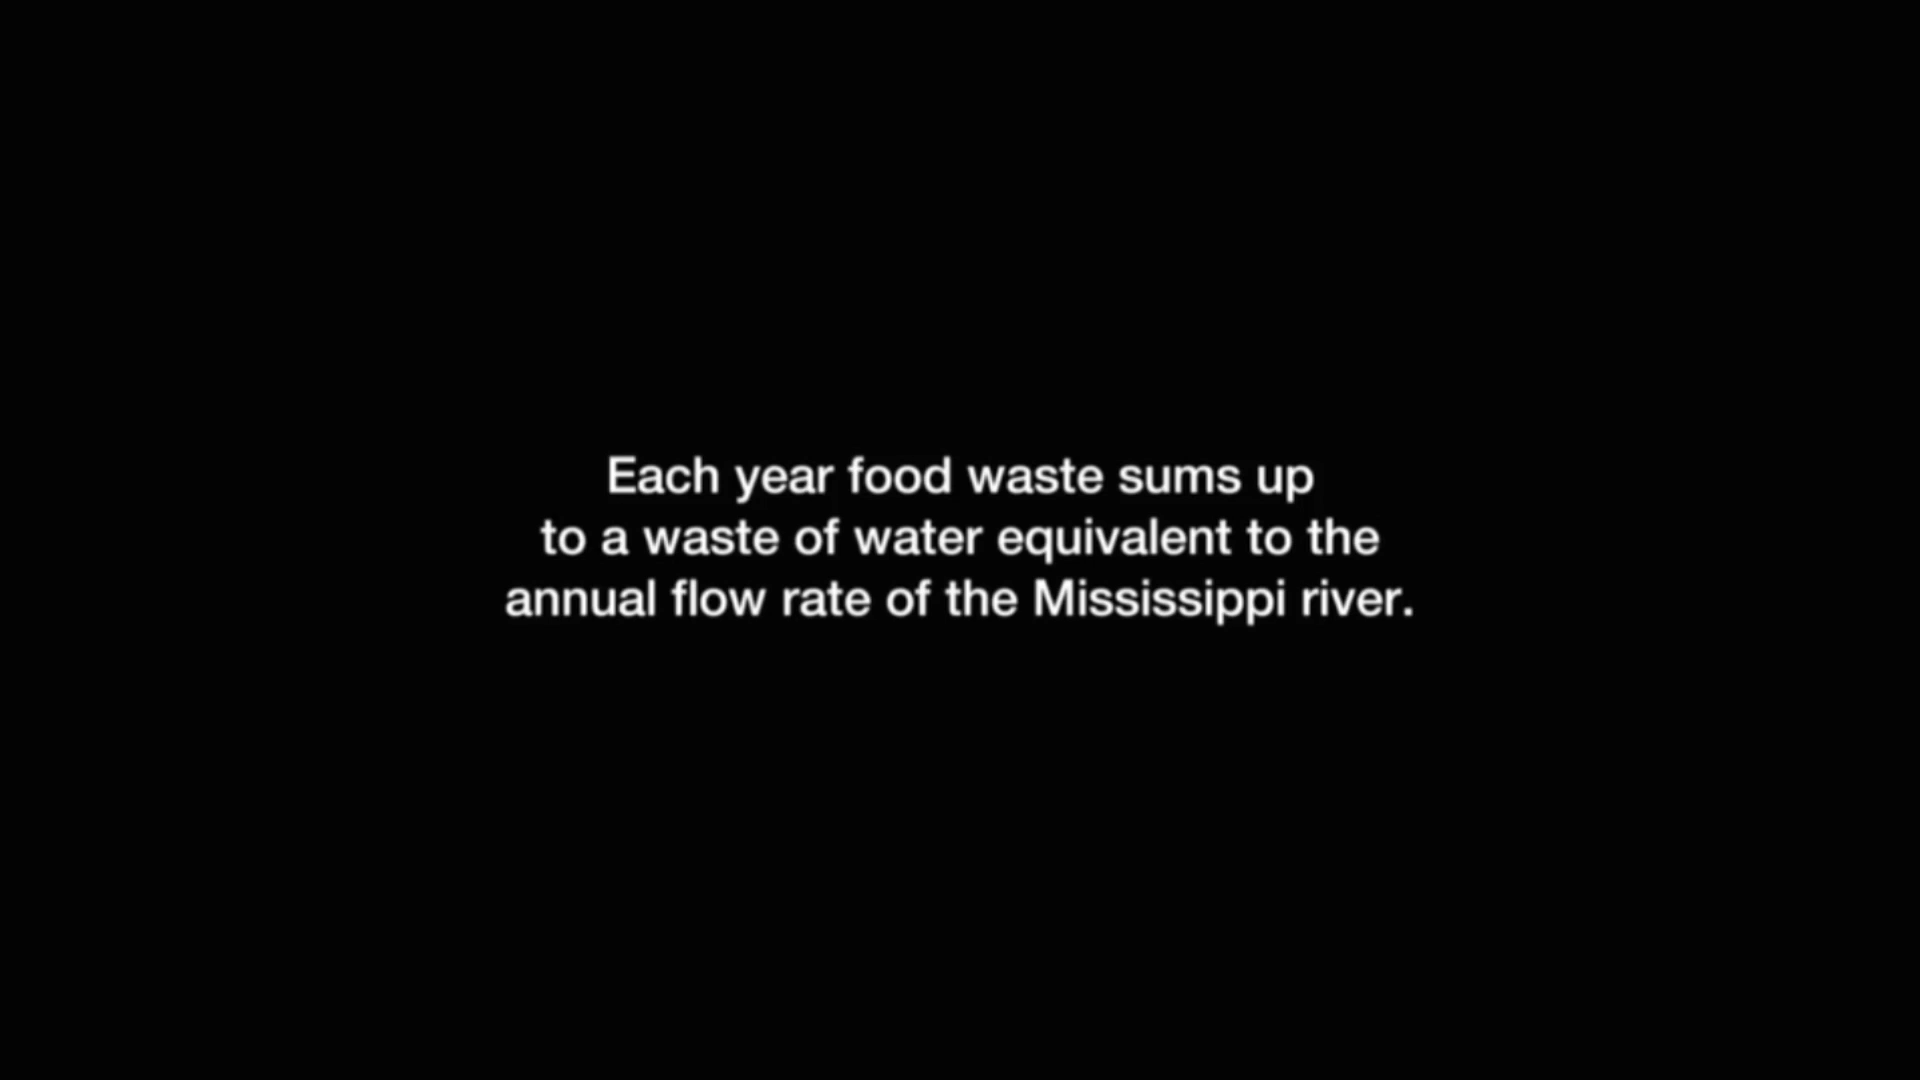 Each year food waste sums up
to a waste of water equivalent to the
annual flow rate of the Mississippi river.